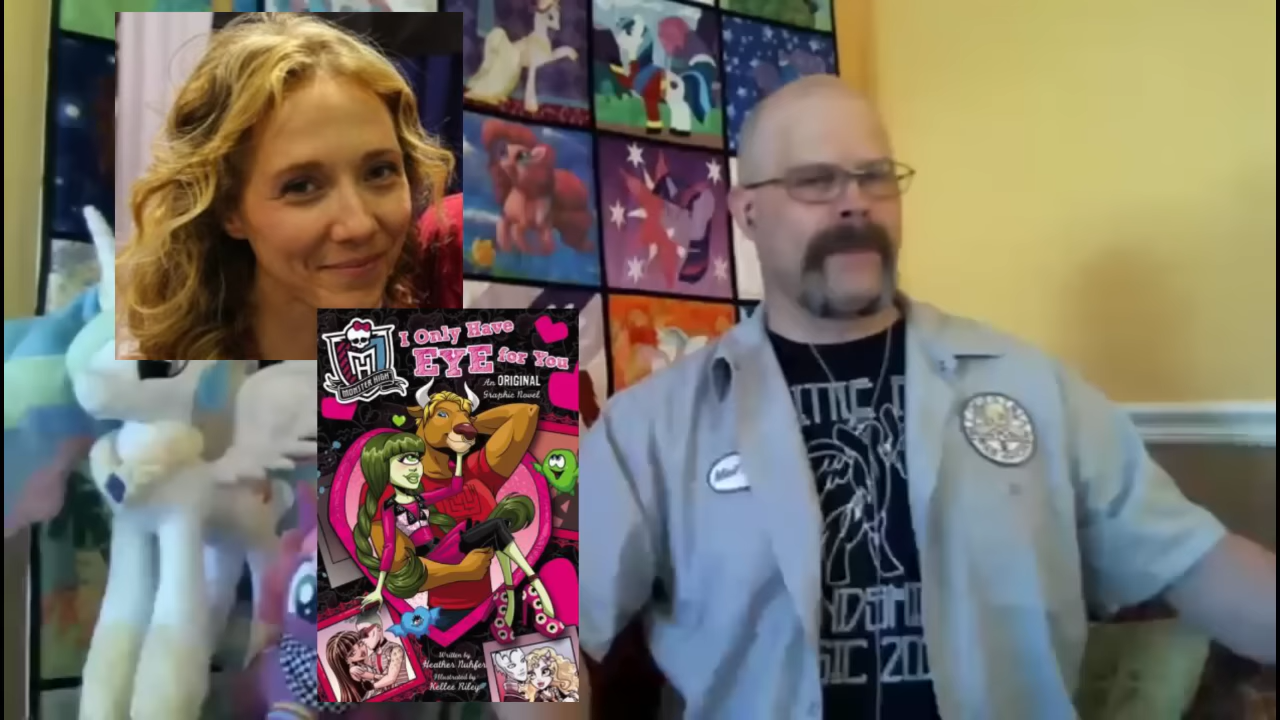 I Only Have
EYE for You
An ORIGINAL
Graphic Novel
MONSTER HIGH
Written by
Heather Nuhfer
Illustrated by
Kellee Riley